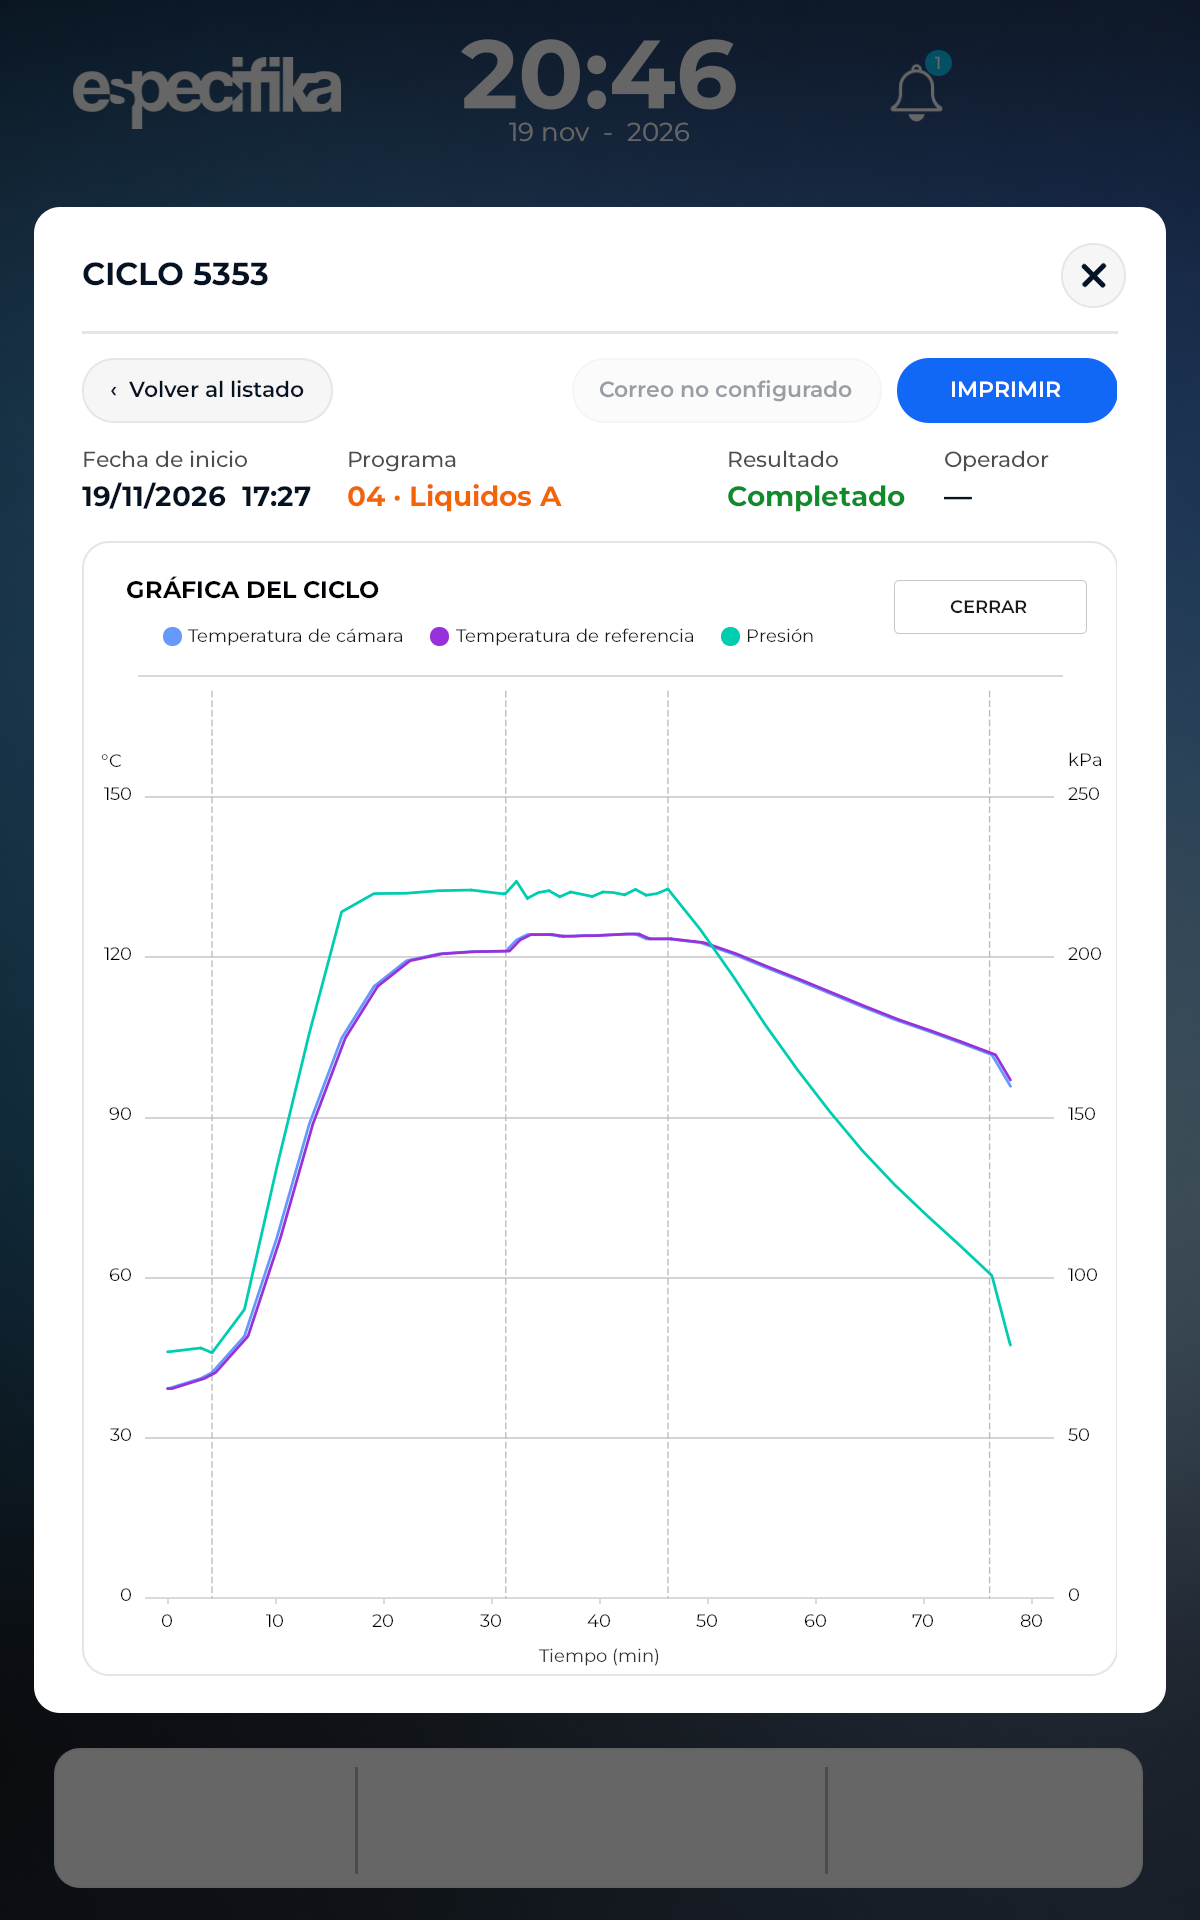 especifika
20:46
19 nov - 2026
1
CICLO 5353
‹ Volver al listado
Correo no configurado
IMPRIMIR
Fecha de inicio
19/11/2026 17:27
Programa
04 · Liquidos A
Resultado
Completado
Operador
—
GRÁFICA DEL CICLO
CERRAR
Temperatura de cámara
Temperatura de referencia
Presión
°C
kPa
150
250
120
200
90
150
60
100
30
50
0
0
0 10 20 30 40 50 60 70 80
Tiempo (min)